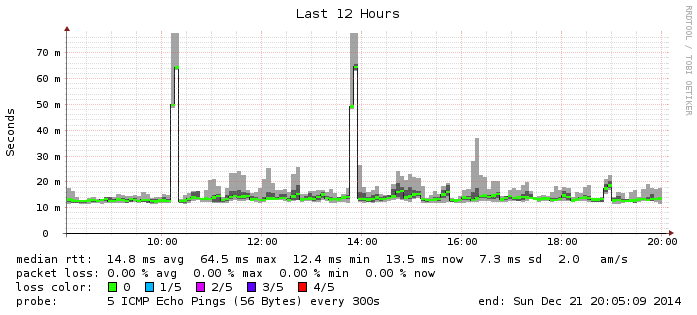 Last 12 Hours
RRDTOOL / TOBI OETIKER
Seconds
70 m
60 m
50 m
40 m
30 m
20 m
10 m
0
10:00 12:00 14:00 16:00 18:00 20:00
median rtt: 14.8 ms avg 64.5 ms max 12.4 ms min 13.5 ms now 7.3 ms sd 2.0 am/s
packet loss: 0.00 % avg 0.00 % max 0.00 % min 0.00 % now
loss color: 0 1/5 2/5 3/5 4/5
probe: 5 ICMP Echo Pings (56 Bytes) every 300s end: Sun Dec 21 20:05:09 2014